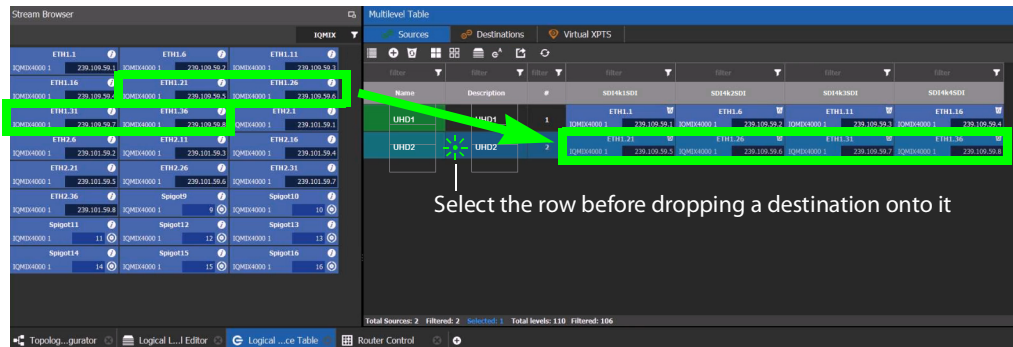 Stream Browser
IQMIX
ETH1.1 ETH1.6 ETH1.11
IQMIX4000 1 239.109.59.1 IQMIX4000 1 239.109.59.2 IQMIX4000 1 239.109.59.3
ETH1.16 ETH1.21 ETH1.26
IQMIX4000 1 239.109.59.4 IQMIX4000 1 239.109.59.5 IQMIX4000 1 239.109.59.6
ETH1.31 ETH1.36 ETH2.1
IQMIX4000 1 239.109.59.7 IQMIX4000 1 239.109.59.8 IQMIX4000 1 239.101.59.1
ETH2.6 ETH2.11 ETH2.16
IQMIX4000 1 239.101.59.2 IQMIX4000 1 239.101.59.3 IQMIX4000 1 239.101.59.4
ETH2.21 ETH2.26 ETH2.31
IQMIX4000 1 239.101.59.5 IQMIX4000 1 239.101.59.6 IQMIX4000 1 239.101.59.7
ETH2.36 Spigot9 Spigot10
IQMIX4000 1 239.101.59.8 IQMIX4000 1 9 IQMIX4000 1 10
Spigot11 Spigot12 Spigot13
IQMIX4000 1 11 IQMIX4000 1 12 IQMIX4000 1 13
Spigot14 Spigot15 Spigot16
IQMIX4000 1 14 IQMIX4000 1 15 IQMIX4000 1 16
Multilevel Table
Sources Destinations Virtual XPTS
filter filter filter filter filter filter filter
Name Description # SDI4k1SDI SDI4k2SDI SDI4k3SDI SDI4k4SDI
UHD1 UHD1 1 ETH1.1 ETH1.6 ETH1.11 ETH1.16
IQMIX4000 1 239.109.59.1 IQMIX4000 1 239.109.59.2 IQMIX4000 1 239.109.59.3 IQMIX4000 1 239.109.59.4
UHD2 UHD2 2 ETH1.21 ETH1.26 ETH1.31 ETH1.36
IQMIX4000 1 239.109.59.5 IQMIX4000 1 239.109.59.6 IQMIX4000 1 239.109.59.7 IQMIX4000 1 239.109.59.8
Select the row before dropping a destination onto it
Total Sources: 2 Filtered: 2 Selected: 1 Total levels: 110 Filtered: 106
Topolog...gurator Logical L...l Editor Logical ...ce Table Router Control